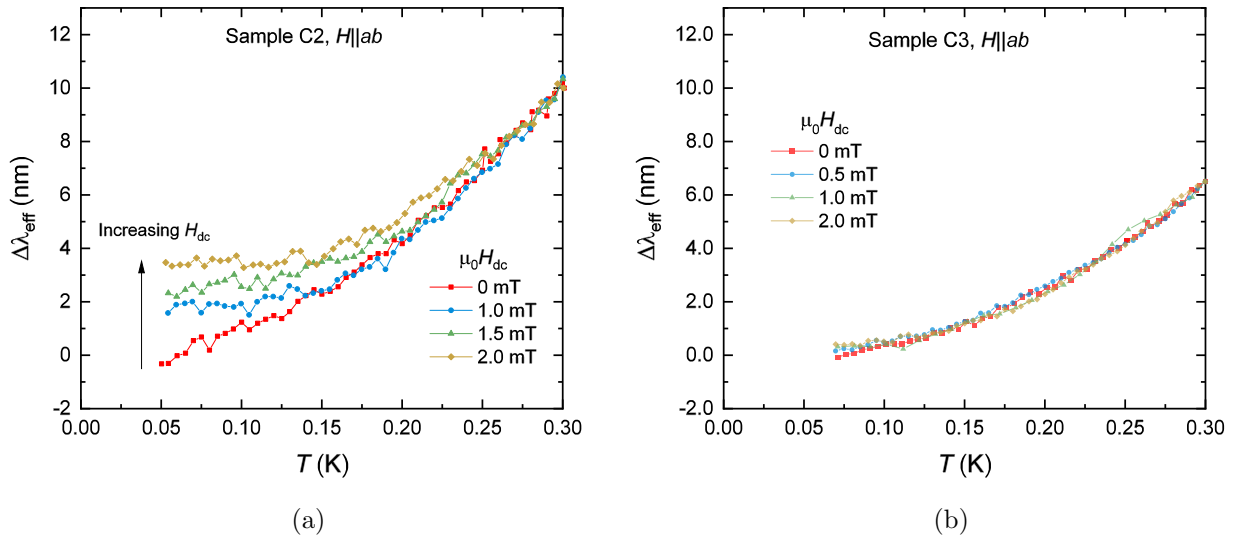 Sample C2, H||ab
Δλeff (nm)
12
10
8
6
4
2
0
-2
Increasing Hdc
μ0Hdc
0 mT
1.0 mT
1.5 mT
2.0 mT
0.00 0.05 0.10 0.15 0.20 0.25 0.30
T (K)
(a)
Sample C3, H||ab
Δλeff (nm)
12.0
10.0
8.0
6.0
4.0
2.0
0.0
-2.0
μ0Hdc
0 mT
0.5 mT
1.0 mT
2.0 mT
0.00 0.05 0.10 0.15 0.20 0.25 0.30
T (K)
(b)